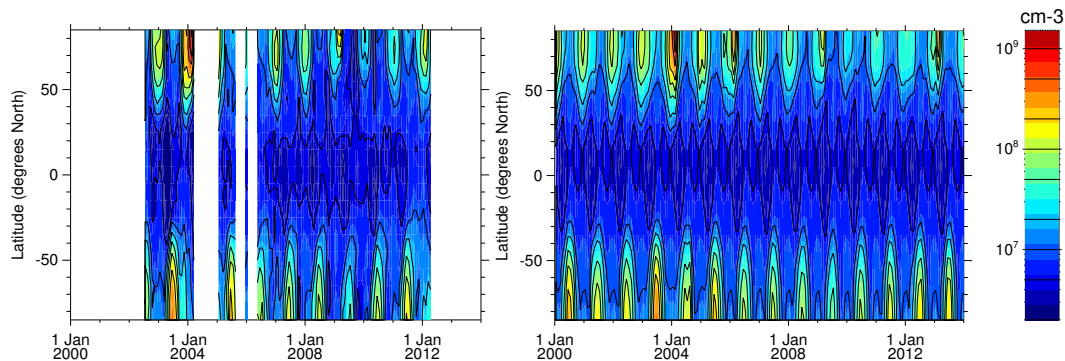 cm-3
10⁹
10⁸
10⁷
Latitude (degrees North)
50
0
-50
1 Jan 2000
1 Jan 2004
1 Jan 2008
1 Jan 2012
Latitude (degrees North)
50
0
-50
1 Jan 2000
1 Jan 2004
1 Jan 2008
1 Jan 2012